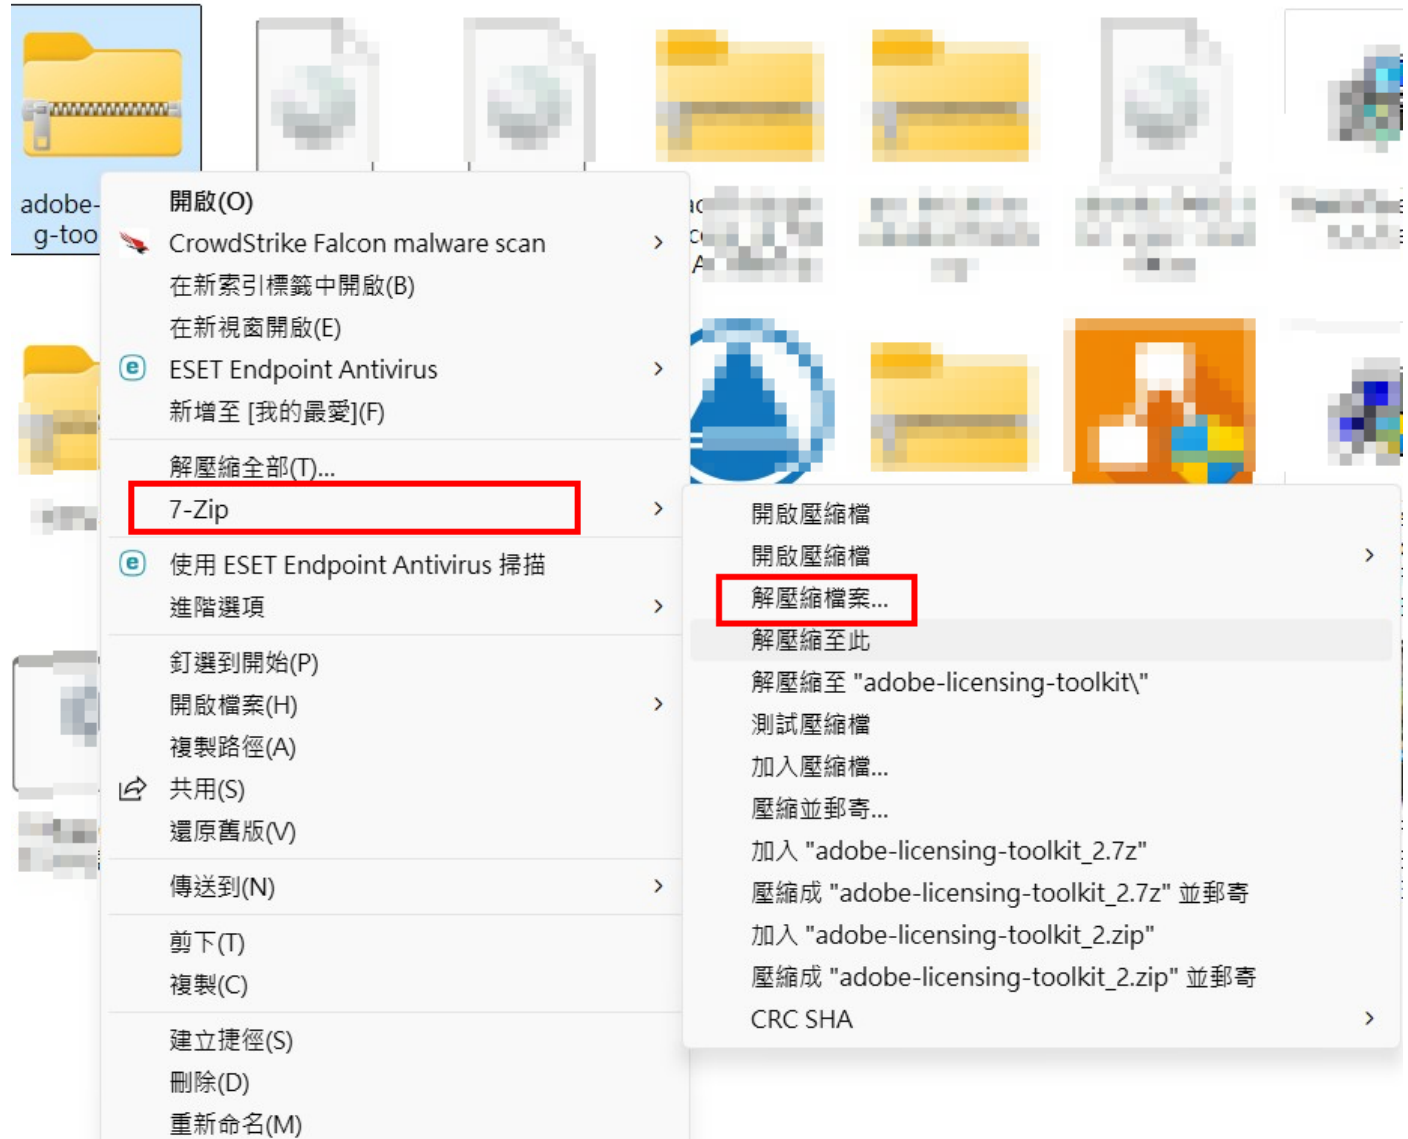 adobe-
g-too
開啟(O)
CrowdStrike Falcon malware scan
在新索引標籤中開啟(B)
在新視窗開啟(E)
ESET Endpoint Antivirus
新增至 [我的最愛](F)
解壓縮全部(T)...
7-Zip
使用 ESET Endpoint Antivirus 掃描
進階選項
釘選到開始(P)
開啟檔案(H)
複製路徑(A)
共用(S)
還原舊版(V)
傳送到(N)
剪下(T)
複製(C)
建立捷徑(S)
刪除(D)
重新命名(M)
開啟壓縮檔
開啟壓縮檔
解壓縮檔案...
解壓縮至此
解壓縮至 "adobe-licensing-toolkit\"
測試壓縮檔
加入壓縮檔...
壓縮並郵寄...
加入 "adobe-licensing-toolkit_2.7z"
壓縮成 "adobe-licensing-toolkit_2.7z" 並郵寄
加入 "adobe-licensing-toolkit_2.zip"
壓縮成 "adobe-licensing-toolkit_2.zip" 並郵寄
CRC SHA